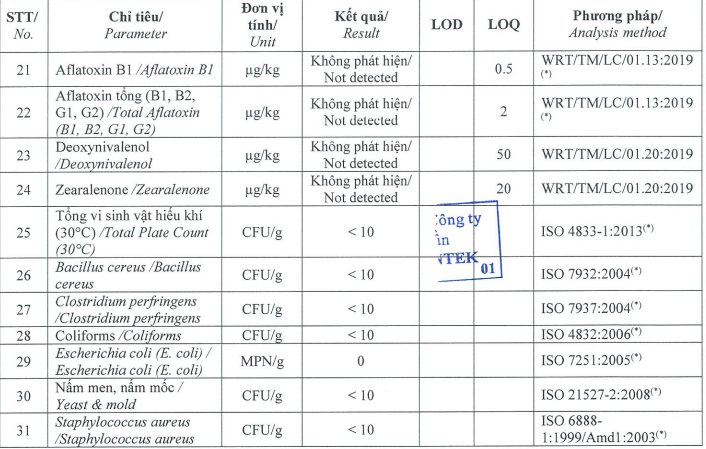 STT/ No. Chỉ tiêu/ Parameter Đơn vị tính/ Unit Kết quả/ Result LOD LOQ Phương pháp/ Analysis method
21 Aflatoxin B1 /Aflatoxin B1 µg/kg Không phát hiện/ Not detected 0.5 WRT/TM/LC/01.13:2019 (*)
22 Aflatoxin tổng (B1, B2, G1, G2) /Total Aflatoxin (B1, B2, G1, G2) µg/kg Không phát hiện/ Not detected 2 WRT/TM/LC/01.13:2019 (*)
23 Deoxynivalenol /Deoxynivalenol µg/kg Không phát hiện/ Not detected 50 WRT/TM/LC/01.20:2019
24 Zearalenone /Zearalenone µg/kg Không phát hiện/ Not detected 20 WRT/TM/LC/01.20:2019
25 Tổng vi sinh vật hiếu khí (30°C) /Total Plate Count (30°C) CFU/g < 10 ISO 4833-1:2013(*)
ông ty
in
TEK
01
26 Bacillus cereus /Bacillus cereus CFU/g < 10 ISO 7932:2004(*)
27 Clostridium perfringens /Clostridium perfringens CFU/g < 10 ISO 7937:2004(*)
28 Coliforms /Coliforms CFU/g < 10 ISO 4832:2006(*)
29 Escherichia coli (E. coli) / Escherichia coli (E. coli) MPN/g 0 ISO 7251:2005(*)
30 Nấm men, nấm mốc / Yeast & mold CFU/g < 10 ISO 21527-2:2008(*)
31 Staphylococcus aureus /Staphylococcus aureus CFU/g < 10 ISO 6888-1:1999/Amd1:2003(*)